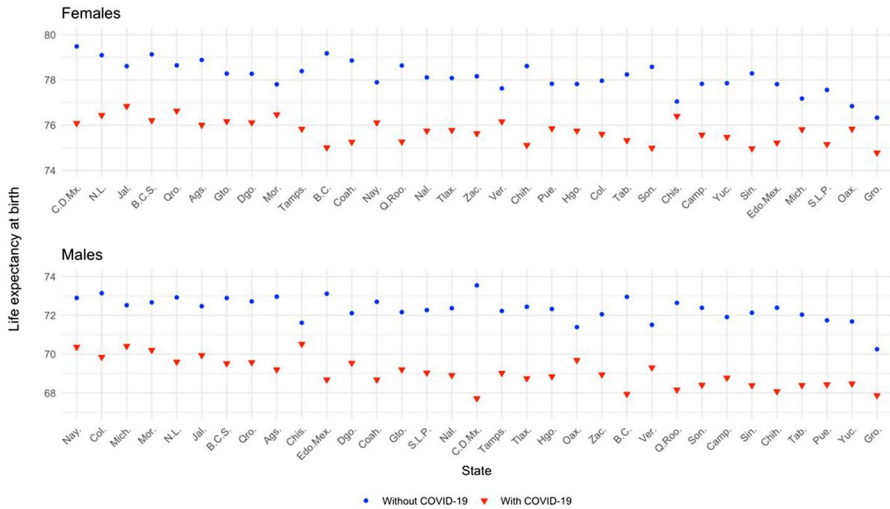 Females
80
78
76
74
C.D.Mx. N.L. Jal. B.C.S. Qro. Ags. Gto. Dgo. Mor. Tamps. B.C. Coah. Nay. Q.Roo. Nal. Tlax. Zac. Ver. Chih. Pue. Hgo. Col. Tab. Son. Chis. Camp. Yuc. Sin. Edo.Mex. Mich. S.L.P. Oax. Gro.
Life expectancy at birth
Males
74
72
70
68
Nay. Col. Mich. Mor. N.L. Jal. B.C.S. Qro. Ags. Chis. Edo.Mex. Dgo. Coah. Gto. S.L.P. Nal. C.D.Mx. Tamps. Tlax. Hgo. Oax. Zac. B.C. Ver. Q.Roo. Son. Camp. Sin. Chih. Tab. Pue. Yuc. Gro.
State
Without COVID-19 With COVID-19